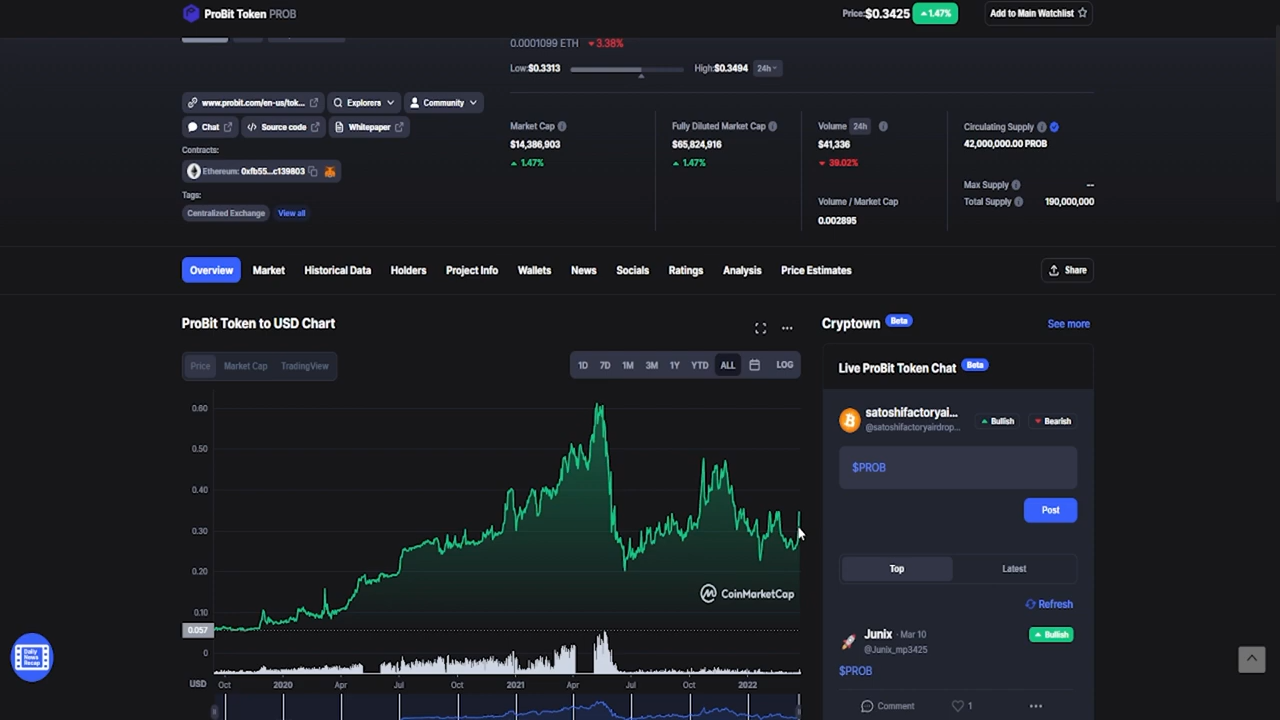 ProBit Token PROB
Price:$0.3425
1.47%
Add to Main Watchlist
0.0001099 ETH
3.38%
Low:$0.3313
High:$0.3494
24h
www.probit.com/en-us/tok...
Explorers
Community
Chat
Source code
Whitepaper
Contracts:
Ethereum: 0xfb55...c139803
Tags:
Centralized Exchange
View all
Market Cap
$14,386,903
1.47%
Fully Diluted Market Cap
$65,824,916
1.47%
Volume 24h
$41,336
39.02%
Volume / Market Cap
0.002895
Circulating Supply
42,000,000.00 PROB
Max Supply
--
Total Supply
190,000,000
Overview
Market
Historical Data
Holders
Project Info
Wallets
News
Socials
Ratings
Analysis
Price Estimates
Share
ProBit Token to USD Chart
Price
Market Cap
TradingView
1D
7D
1M
3M
1Y
YTD
ALL
LOG
0.60
0.50
0.40
0.30
0.20
0.10
0.057
0
CoinMarketCap
USD
Oct
2020
Apr
Jul
Oct
2021
Apr
Jul
Oct
2022
Cryptown Beta
See more
Live ProBit Token Chat Beta
satoshifactoryai...
@satoshifactoryairdrop...
Bullish
Bearish
$PROB
Post
Top
Latest
Refresh
Junix · Mar 10
@Junix_mp3425
Bullish
$PROB
Comment
1
Daily
News
Recap